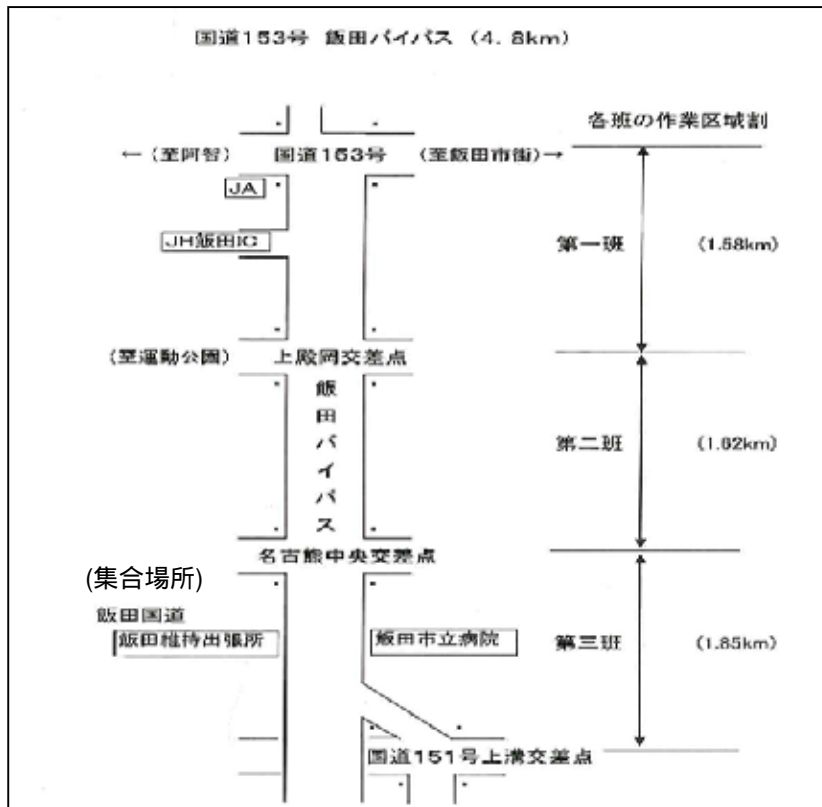 国道153号 飯田バイパス (4.8km)
各班の作業区域割
←(至阿智) 国道153号 (至飯田市街)→
JA
JH飯田IC
第一班 (1.58km)
(至運動公園) 上殿岡交差点
飯田バイパス
第二班 (1.62km)
名古熊中央交差点
(集合場所)
飯田国道
飯田維持出張所
飯田市立病院
第三班 (1.85km)
国道151号上溝交差点